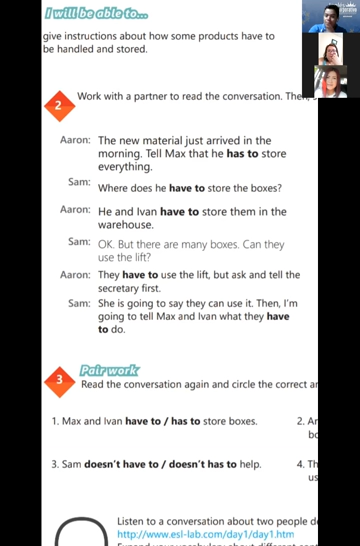 I will be able to...
give instructions about how some products have to
be handled and stored.
2
Work with a partner to read the conversation. Then,
Aaron: The new material just arrived in the
morning. Tell Max that he has to store
everything.
Sam: Where does he have to store the boxes?
Aaron: He and Ivan have to store them in the
warehouse.
Sam: OK. But there are many boxes. Can they
use the lift?
Aaron: They have to use the lift, but ask and tell the
secretary first.
Sam: She is going to say they can use it. Then, I'm
going to tell Max and Ivan what they have
to do.
3
Pair work
Read the conversation again and circle the correct
1. Max and Ivan have to / has to store boxes.
2.
3. Sam doesn't have to / doesn't has to help.
4.
Listen to a conversation about two people
http://www.esl-lab.com/day1/day1.htm